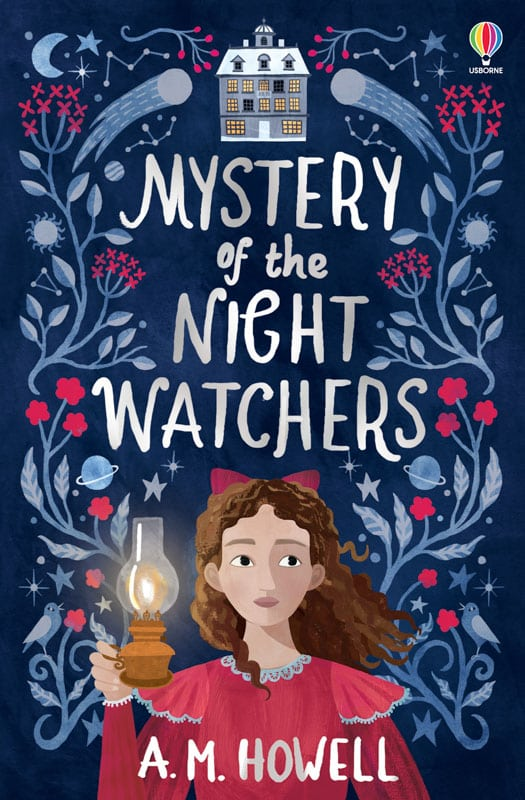 USBORNE
MYSTERY
of the
NIGHT
WATCHERS
A. M. HOWELL